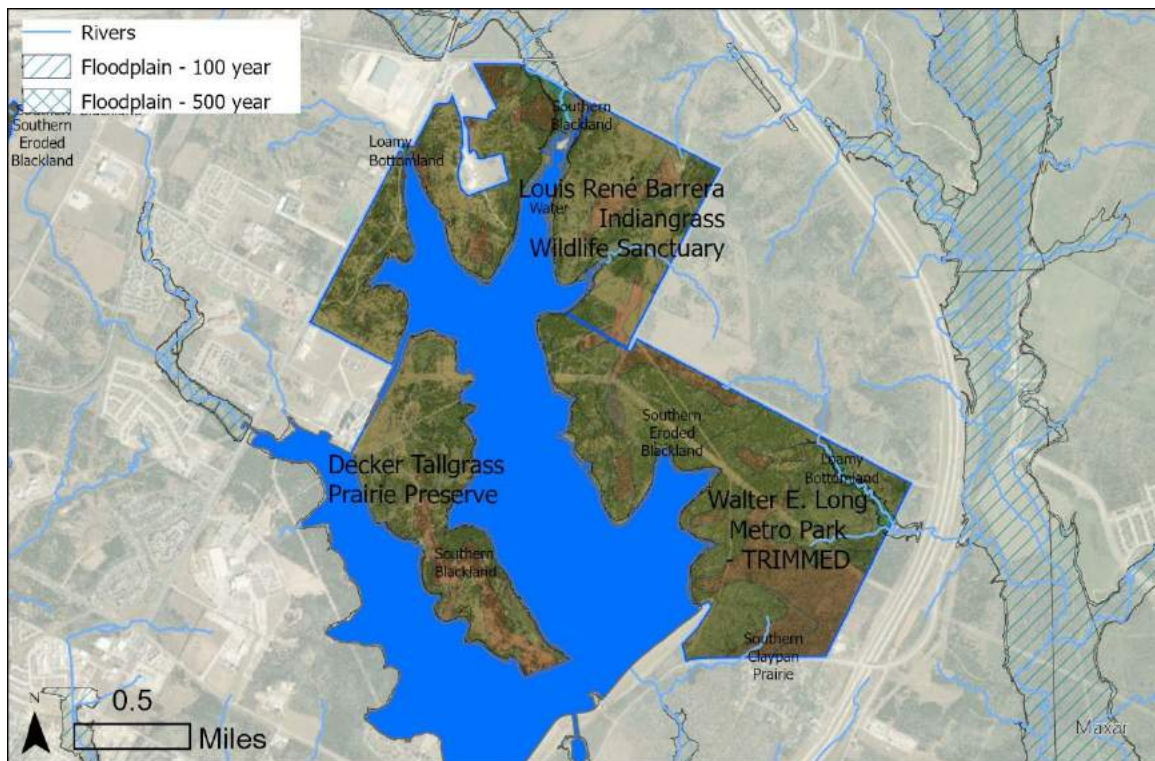 Rivers
Floodplain - 100 year
Floodplain - 500 year
Southern
Eroded
Blackland
Loamy
Bottomland
Southern
Blackland
Louis René Barrera
Indiangrass
Wildlife Sanctuary
Water
Southern
Eroded
Blackland
Decker Tallgrass
Prairie Preserve
Loamy
Bottomland
Walter E. Long
Metro Park
- TRIMMED
Southern
Blackland
Southern
Claypan
Prairie
N
0.5
Miles
Maxar